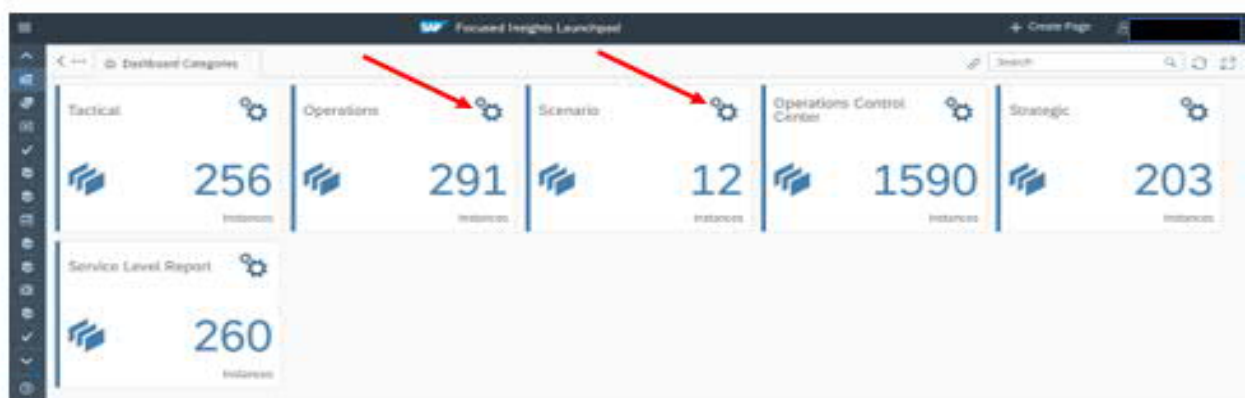 SAP Focused Insights Launchpad
+ Create Page
Dashboard Categories
Search
Tactical
256
Instances
Operations
291
Instances
Scenario
12
Instances
Operations Control
Center
1590
Instances
Strategic
203
Instances
Service Level Report
260
Instances